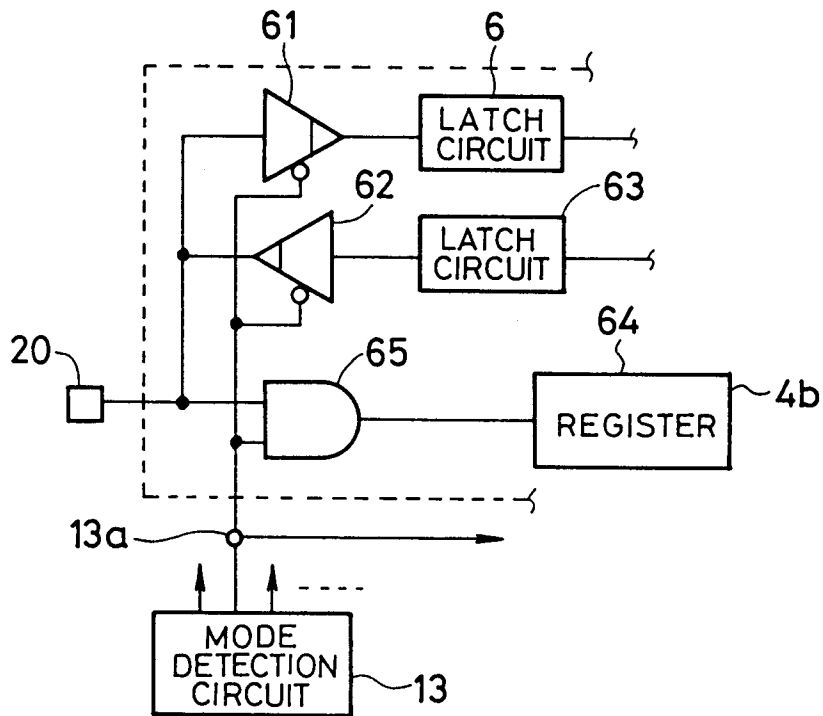 61
6
LATCH
CIRCUIT
62
63
LATCH
CIRCUIT
64
20
65
4b
REGISTER
13a
MODE
DETECTION
CIRCUIT
13